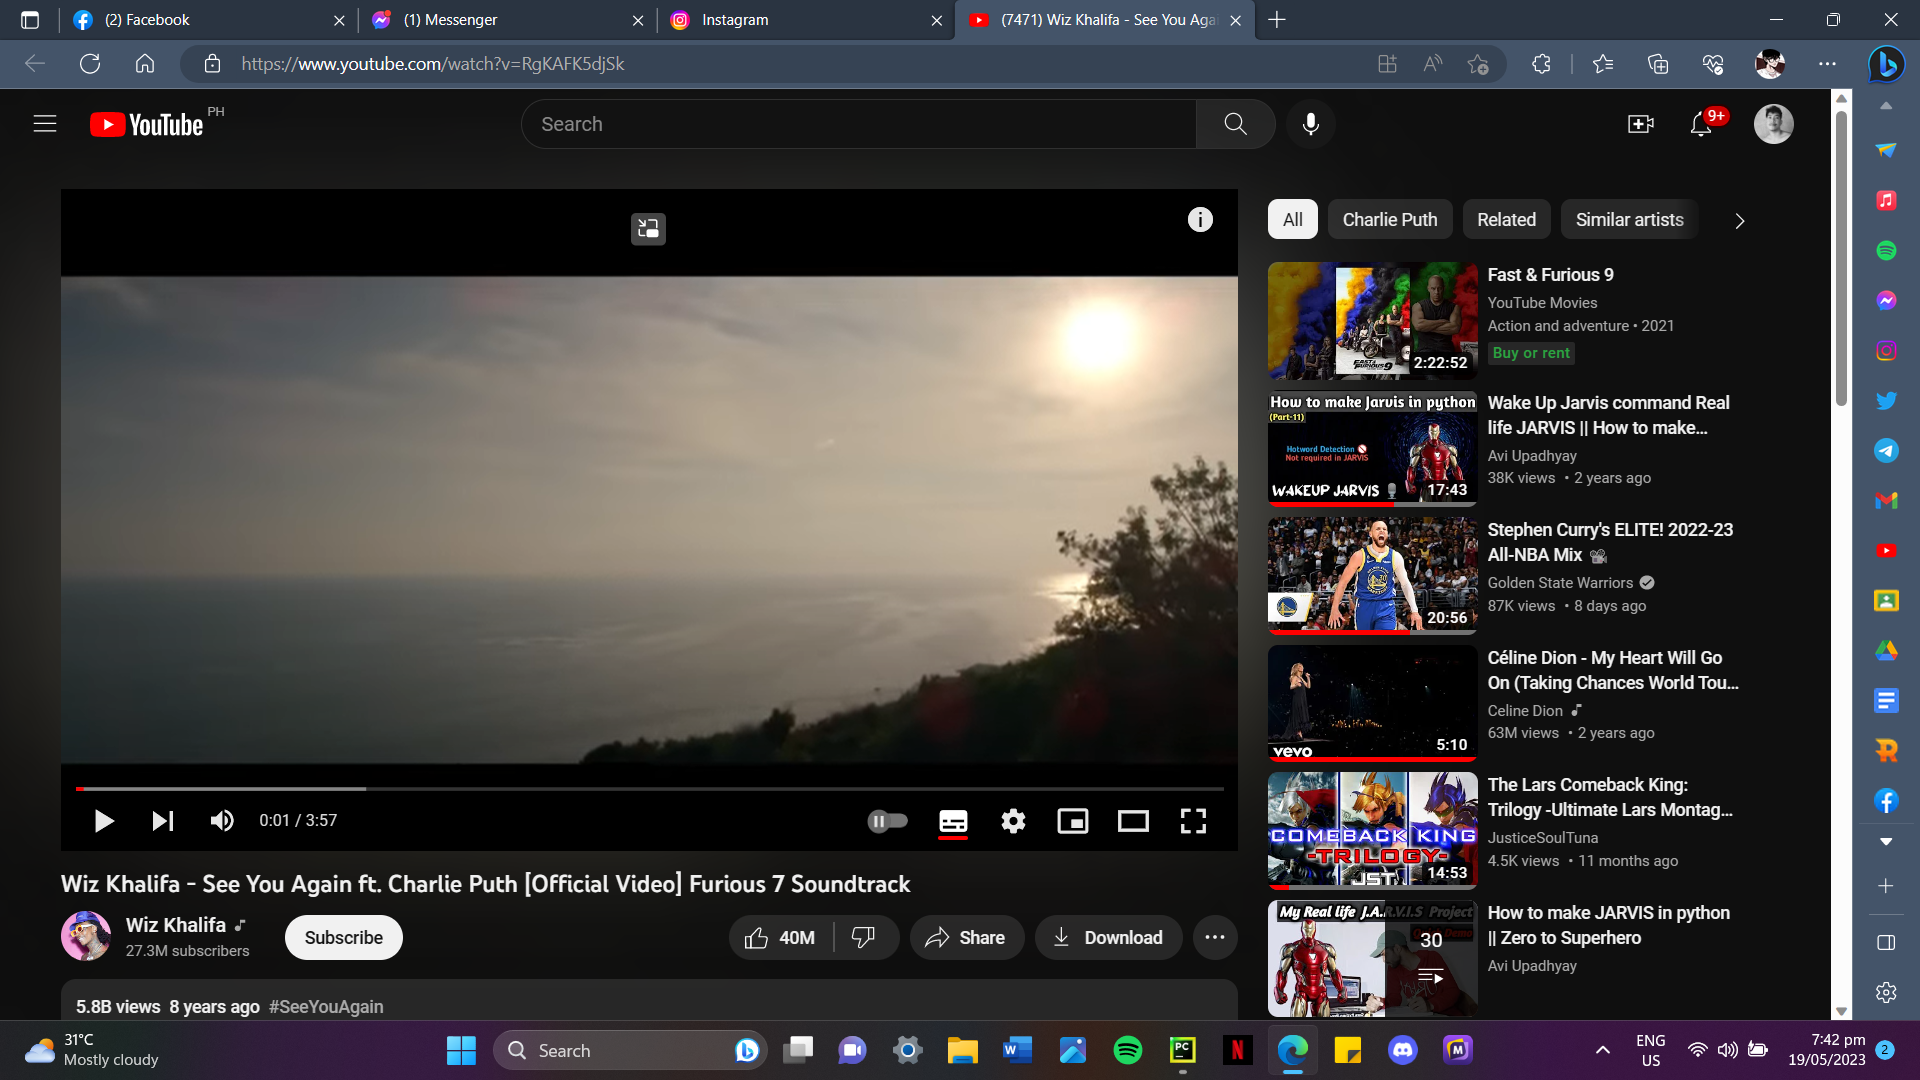 (2) Facebook
(1) Messenger
Instagram
(7471) Wiz Khalifa - See You Aga
https://www.youtube.com/watch?v=RgKAFK5djSk
YouTube PH
Search
9+
All
Charlie Puth
Related
Similar artists
Fast & Furious 9
YouTube Movies
Action and adventure • 2021
Buy or rent
2:22:52
How to make Jarvis in python
(Part-11)
Hotword Detection
Not required in JARVIS
WAKEUP JARVIS
17:43
Wake Up Jarvis command Real
life JARVIS || How to make...
Avi Upadhyay
38K views • 2 years ago
20:56
Stephen Curry's ELITE! 2022-23
All-NBA Mix
Golden State Warriors
87K views • 8 days ago
vevo
5:10
Céline Dion - My Heart Will Go
On (Taking Chances World Tou...
Celine Dion
63M views • 2 years ago
COMEBACK KING
-TRILOGY-
JST
14:53
The Lars Comeback King:
Trilogy -Ultimate Lars Montag...
JusticeSoulTuna
4.5K views • 11 months ago
My Real life J.A.R.V.I.S Project
30
How to make JARVIS in python
|| Zero to Superhero
Avi Upadhyay
0:01 / 3:57
Wiz Khalifa - See You Again ft. Charlie Puth [Official Video] Furious 7 Soundtrack
Wiz Khalifa
27.3M subscribers
Subscribe
40M
Share
Download
5.8B views 8 years ago #SeeYouAgain
31°C
Mostly cloudy
Search
ENG
US
7:42 pm
19/05/2023
2